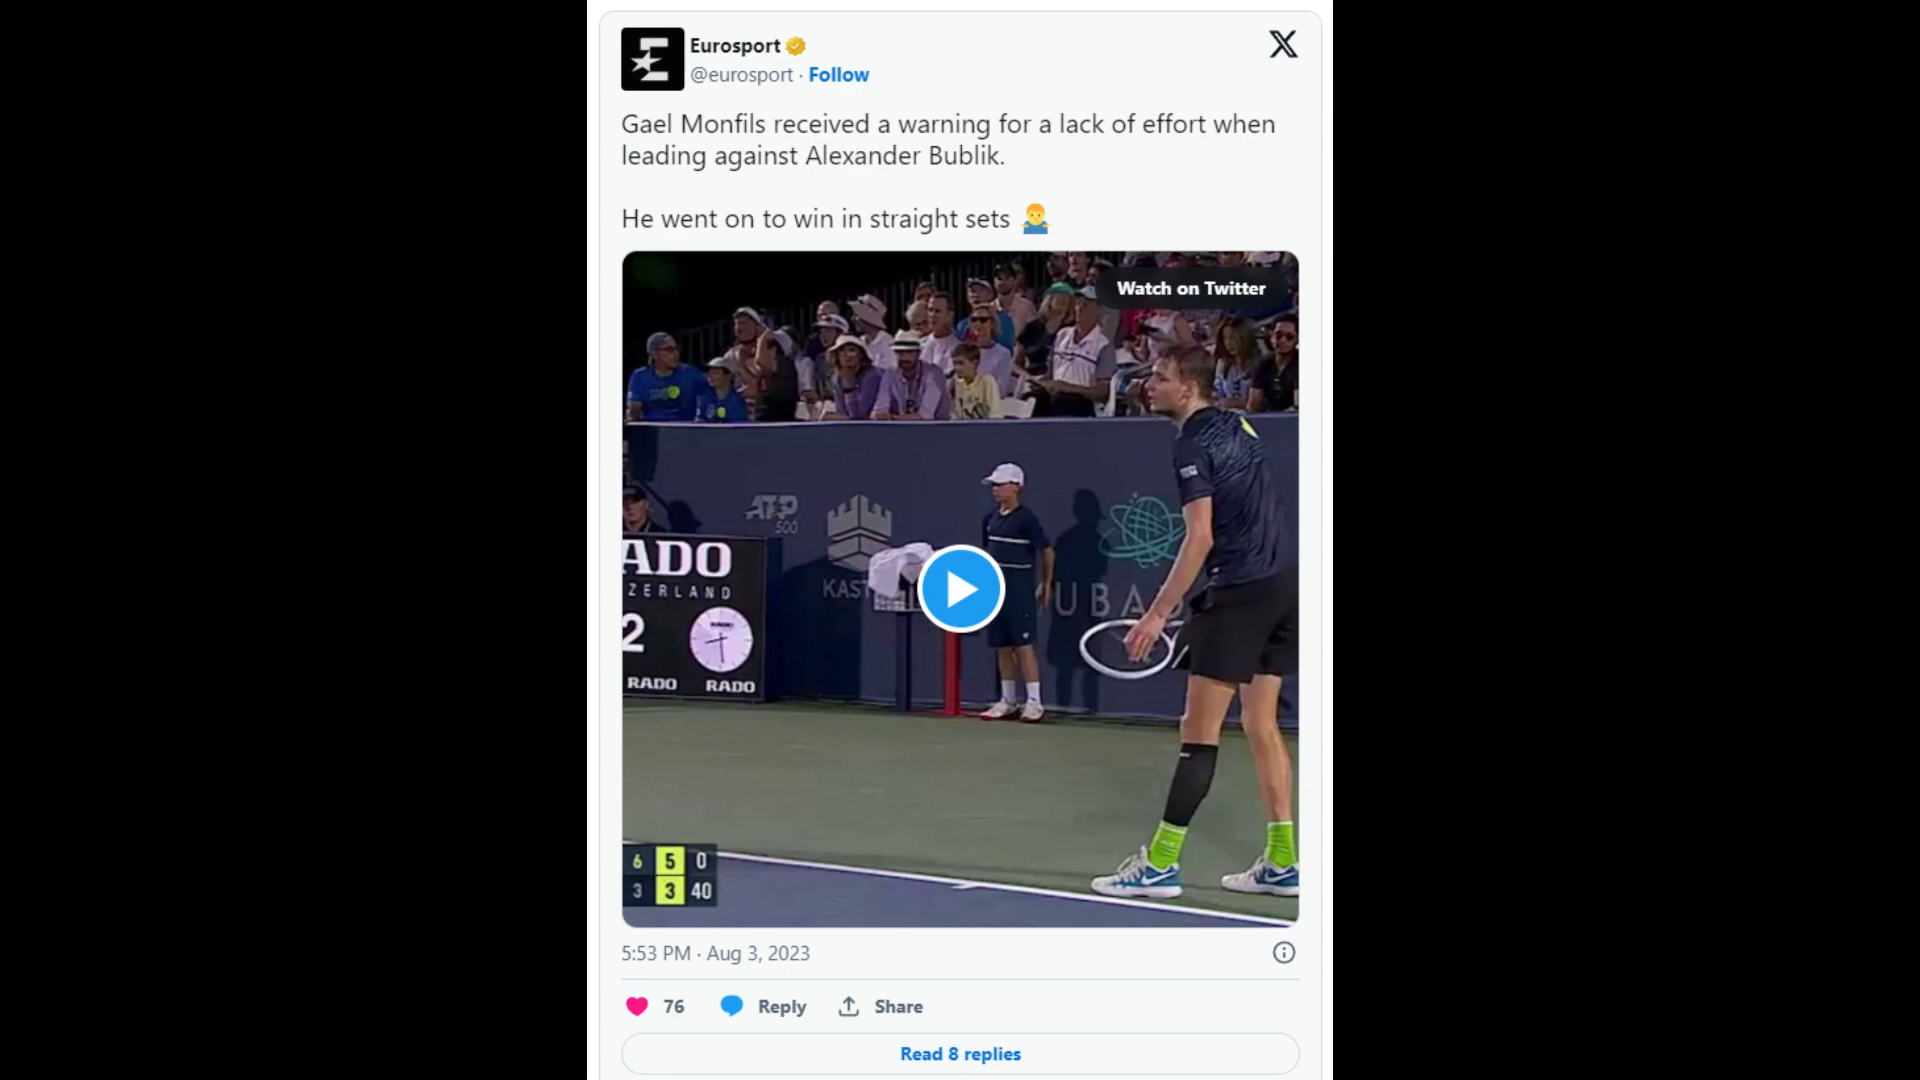 Eurosport
@eurosport · Follow
Gael Monfils received a warning for a lack of effort when
leading against Alexander Bublik.
He went on to win in straight sets 🤷‍♂️
Watch on Twitter
ATP
500
KAST
UBA
ADO
ZERLAND
2
RADO
RADO
6 5 0
3 3 40
5:53 PM · Aug 3, 2023
76 Reply Share
Read 8 replies